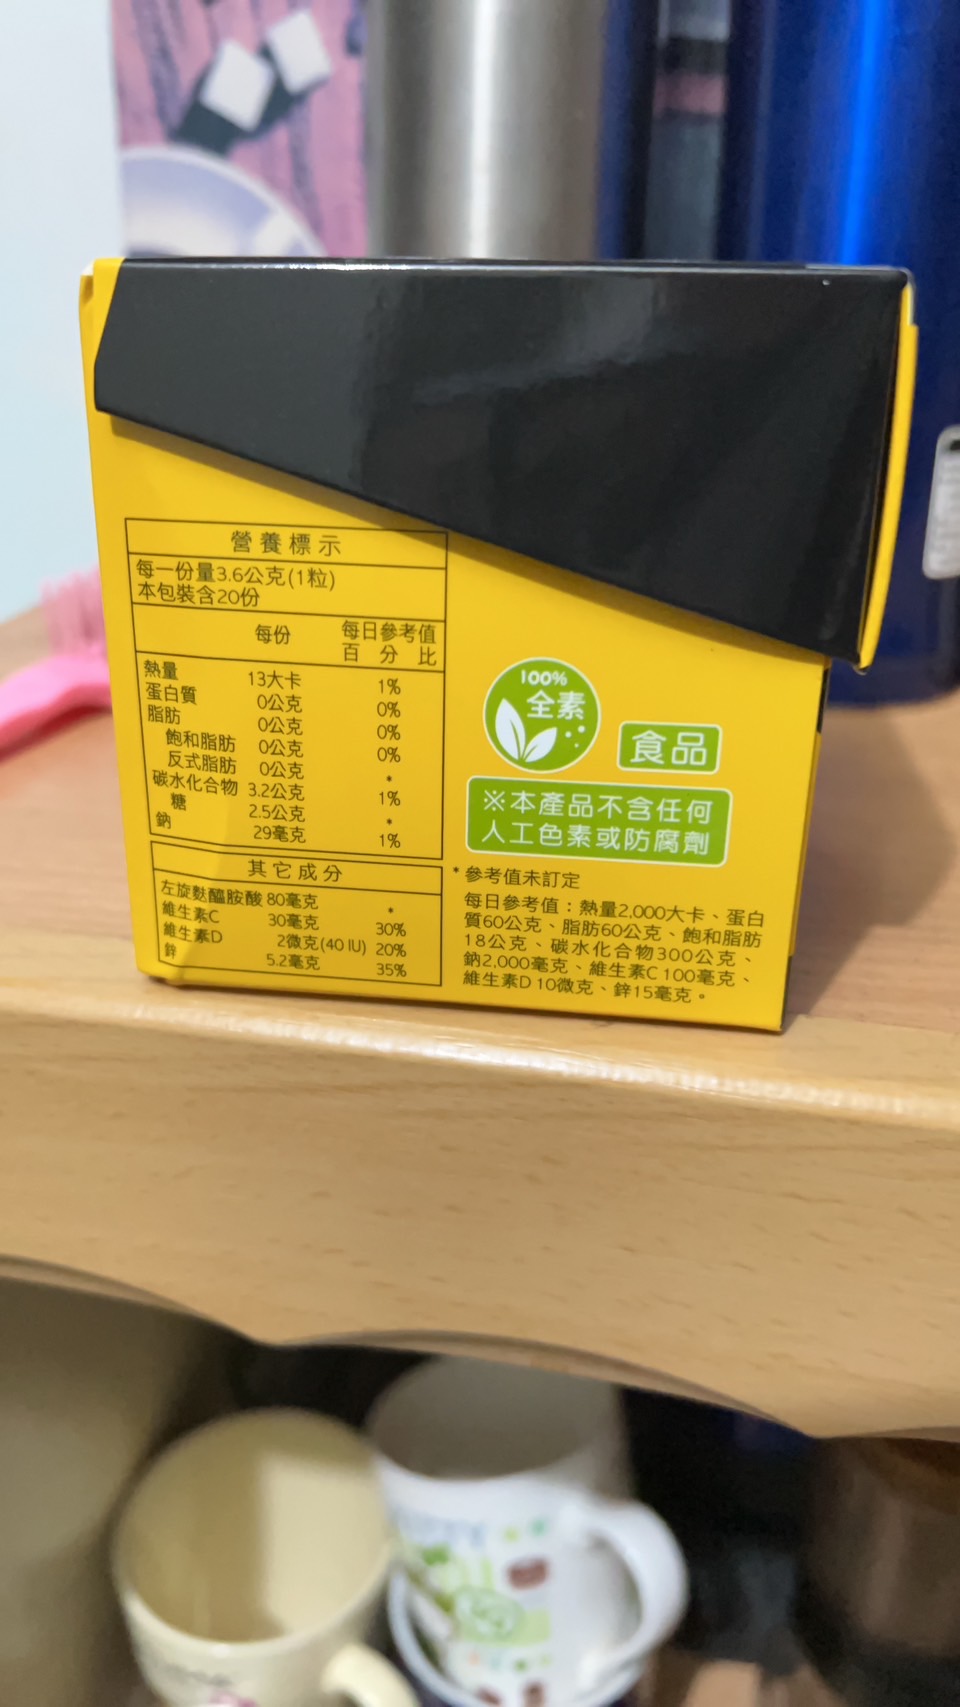 營養標示
每一份量3.6公克(1粒)
本包裝含20份
每份 每日參考值
百分比
熱量 13大卡 1%
蛋白質 0公克 0%
脂肪 0公克 0%
飽和脂肪 0公克 0%
反式脂肪 0公克 *
碳水化合物 3.2公克 1%
糖 2.5公克 *
鈉 29毫克 1%
其它成分
左旋麩醯胺酸 80毫克 *
維生素C 30毫克 30%
維生素D 2微克(40 IU) 20%
鋅 5.2毫克 35%
100%
全素
食品
※本產品不含任何
人工色素或防腐劑
* 參考值未訂定
每日參考值：熱量2,000大卡、蛋白
質60公克、脂肪60公克、飽和脂肪
18公克、碳水化合物300公克、
鈉2,000毫克、維生素C 100毫克、
維生素D 10微克、鋅15毫克。